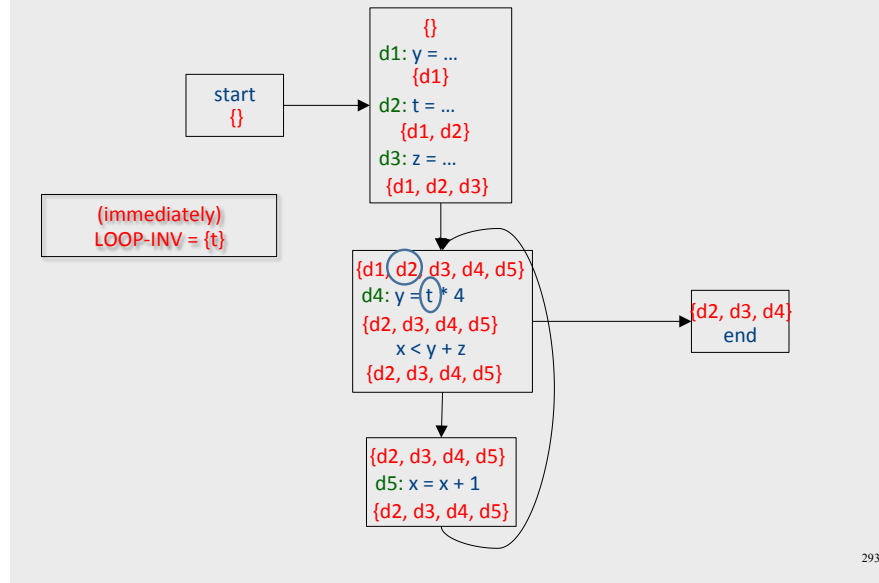 start
{}
{}
d1: y = ...
{d1}
d2: t = ...
{d1, d2}
d3: z = ...
{d1, d2, d3}
(immediately)
LOOP-INV = {t}
{d1, d2, d3, d4, d5}
d4: y = t * 4
{d2, d3, d4, d5}
x < y + z
{d2, d3, d4, d5}
{d2, d3, d4}
end
{d2, d3, d4, d5}
d5: x = x + 1
{d2, d3, d4, d5}
293